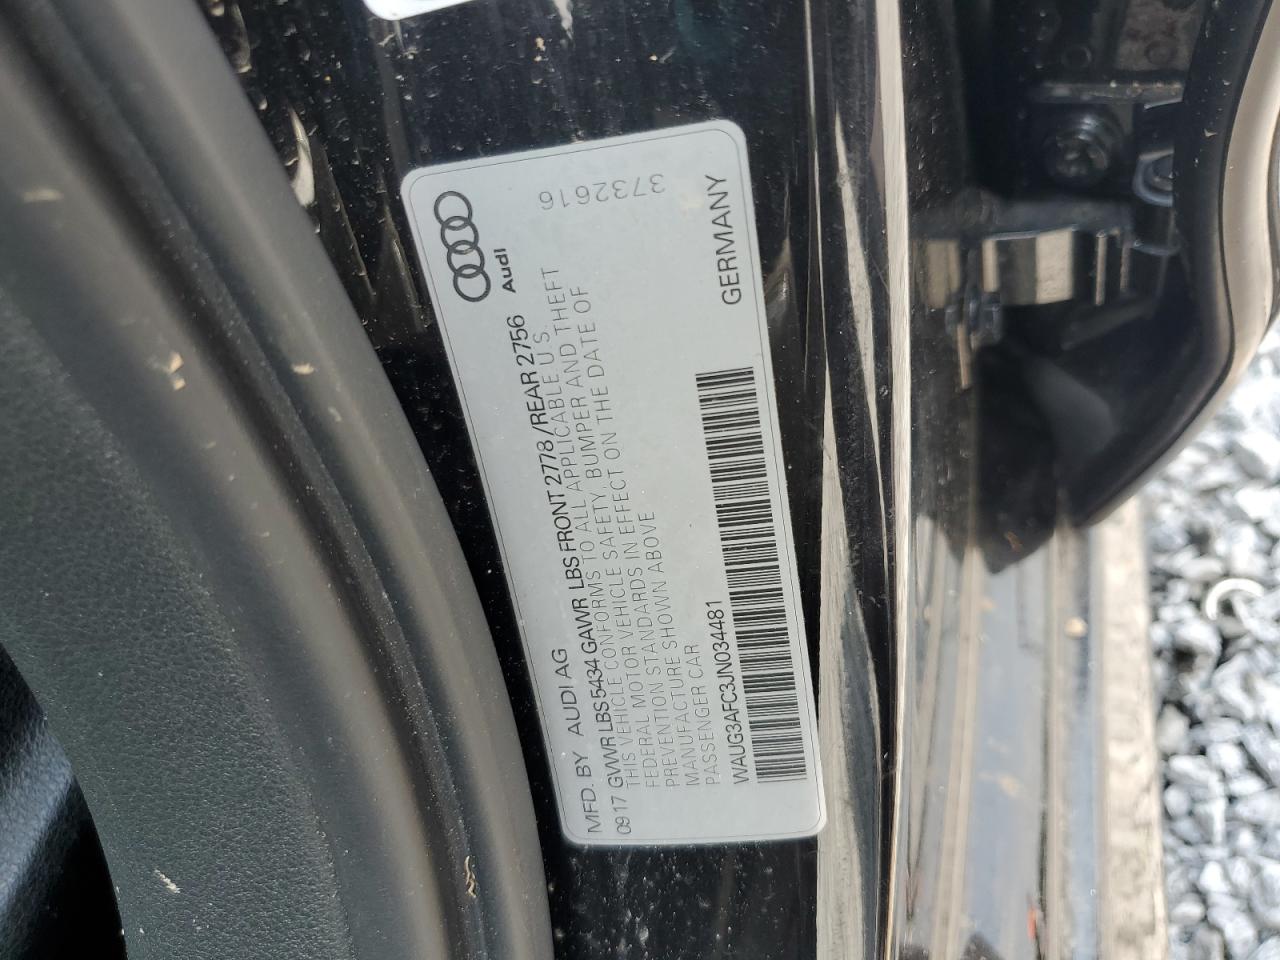 Audi
3732616
MFD. BY AUDI AG
GERMANY
09 17 GVWR LBS 5434 GAWR LBS FRONT 2778 /REAR 2756
THIS VEHICLE CONFORMS TO ALL APPLICABLE U.S.
FEDERAL MOTOR VEHICLE SAFETY, BUMPER AND THEFT
PREVENTION STANDARDS IN EFFECT ON THE DATE OF
MANUFACTURE SHOWN ABOVE
PASSENGER CAR
WAUG3AFC3JN034481